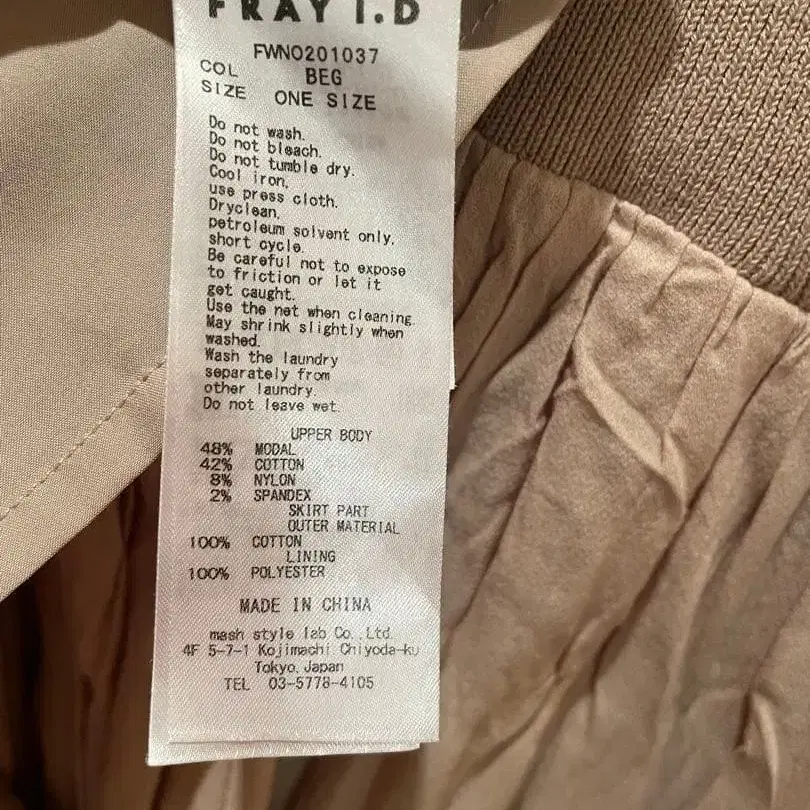 FRAY I.D
FWNO201037
COL BEG
SIZE ONE SIZE
Do not wash.
Do not bleach.
Do not tumble dry.
Cool iron,
use press cloth.
Dryclean,
petroleum solvent only,
short cycle.
Be careful not to expose
to friction or let it
get caught.
Use the net when cleaning.
May shrink slightly when
washed.
Wash the laundry
separately from
other laundry.
Do not leave wet.
UPPER BODY
48% MODAL
42% COTTON
8% NYLON
2% SPANDEX
SKIRT PART
OUTER MATERIAL
100% COTTON
LINING
100% POLYESTER
MADE IN CHINA
mash style lab Co.,Ltd.
4F 5-7-1 Kojimachi Chiyoda-ku
Tokyo, Japan
TEL 03-5778-4105